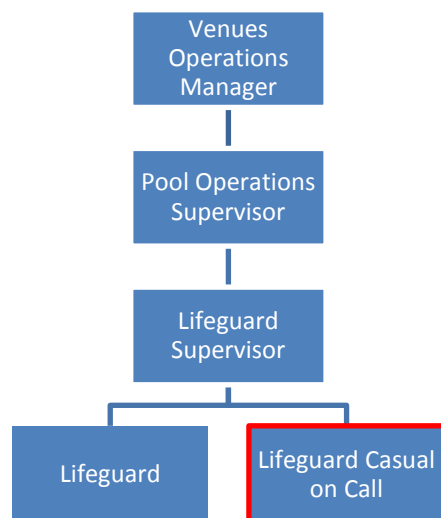 Venues
Operations
Manager
Pool Operations
Supervisor
Lifeguard
Supervisor
Lifeguard
Lifeguard Casual
on Call